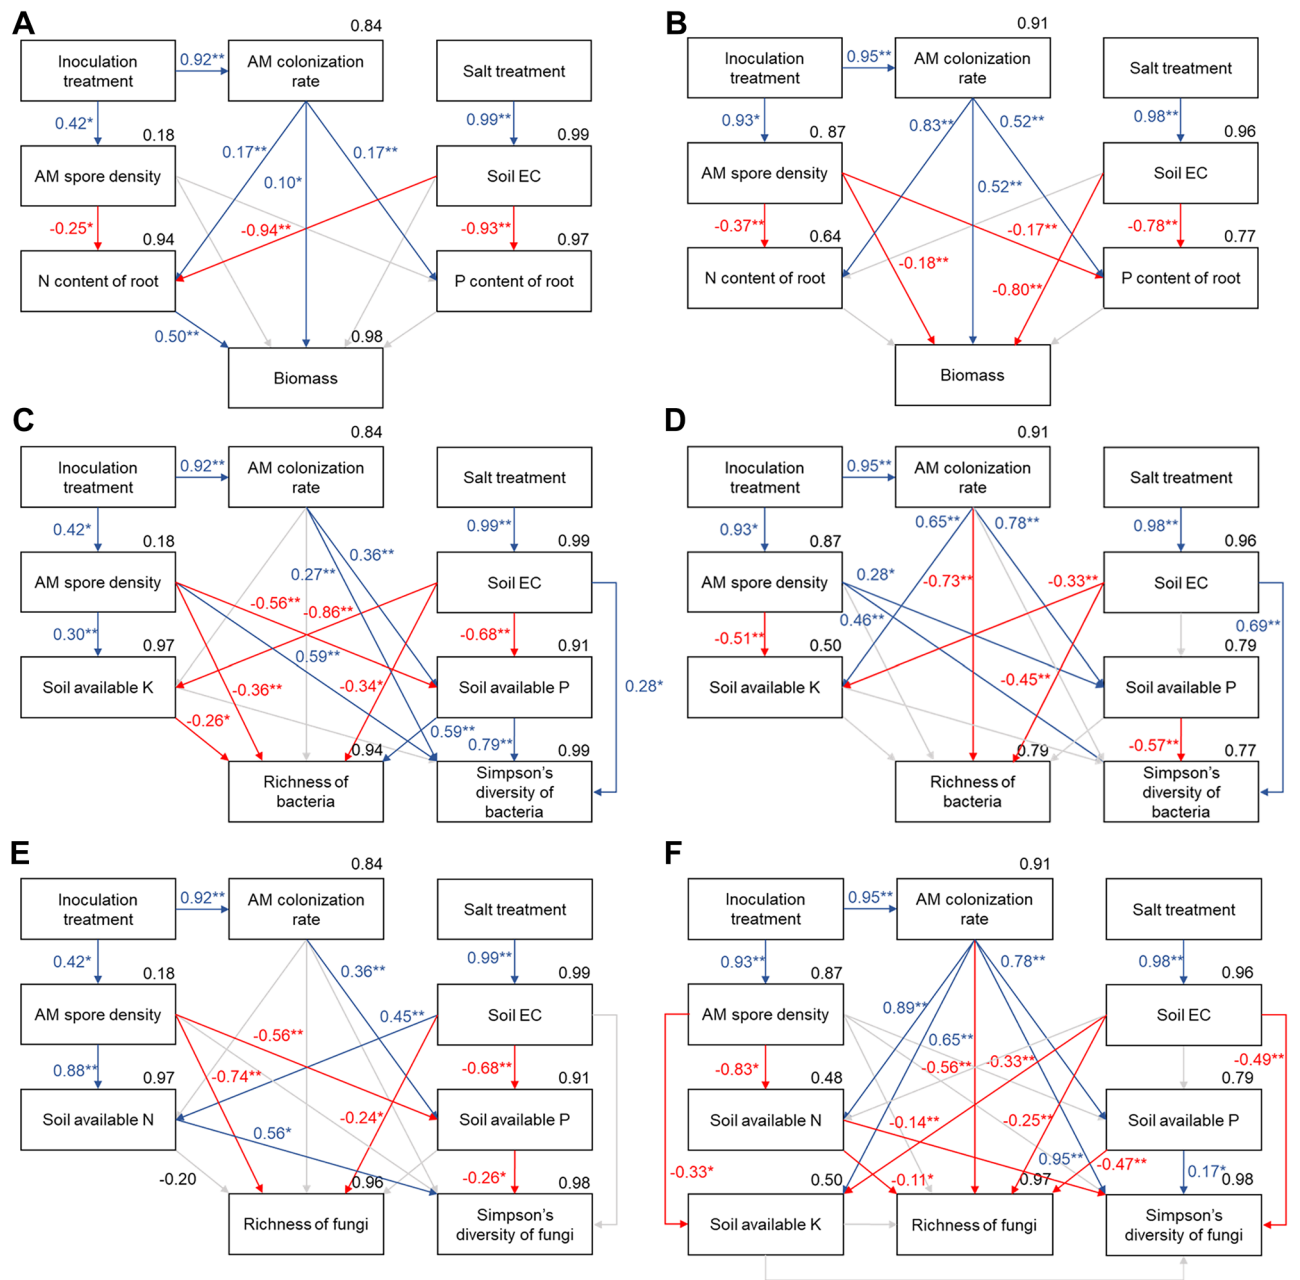 A
0.84
Inoculation
treatment
0.92**
AM colonization
rate
Salt treatment
0.42*
0.99**
0.18
0.99
AM spore density
0.17**
0.17**
0.10*
Soil EC
-0.25*
-0.94**
-0.93**
0.94
0.97
N content of root
P content of root
0.50**
0.98
Biomass
B
0.91
Inoculation
treatment
0.95**
AM colonization
rate
Salt treatment
0.93*
0.83**
0.52**
0.98**
0. 87
0.96
AM spore density
0.52**
Soil EC
-0.37**
-0.17**
-0.78**
0.64
0.77
N content of root
-0.18**
-0.80**
P content of root
Biomass
C
0.84
Inoculation
treatment
0.92**
AM colonization
rate
Salt treatment
0.42*
0.99**
0.18
0.36**
0.99
AM spore density
0.27**
Soil EC
-0.56**
-0.86**
0.30**
-0.68**
0.97
0.59**
0.91
Soil available K
-0.36**
-0.34*
Soil available P
0.28*
-0.26*
0.59**
0.79**
0.94
0.99
Richness of
bacteria
Simpson’s
diversity of
bacteria
D
0.91
Inoculation
treatment
0.95**
AM colonization
rate
Salt treatment
0.93*
0.65**
0.78**
0.98**
0.87
0.96
AM spore density
0.28*
-0.73**
-0.33**
Soil EC
0.46**
0.69**
-0.51**
0.50
0.79
Soil available K
-0.45**
Soil available P
-0.57**
0.79
0.77
Richness of
bacteria
Simpson’s
diversity of
bacteria
E
0.84
Inoculation
treatment
0.92**
AM colonization
rate
Salt treatment
0.42*
0.36**
0.99**
0.18
0.99
AM spore density
0.45**
Soil EC
-0.56**
0.88**
-0.74**
-0.68**
0.97
0.91
Soil available N
-0.24*
Soil available P
0.56*
-0.20
-0.26*
0.96
0.98
Richness of fungi
Simpson’s
diversity of fungi
F
0.91
Inoculation
treatment
0.95**
AM colonization
rate
Salt treatment
0.93**
0.78**
0.98**
0.87
0.96
AM spore density
0.89**
Soil EC
0.65**
-0.83*
-0.56**
-0.33**
-0.49**
0.48
0.79
Soil available N
-0.14**
-0.25**
Soil available P
-0.33*
0.95**
-0.47**
0.50
-0.11*
0.97
0.17*
0.98
Soil available K
Richness of fungi
Simpson’s
diversity of fungi